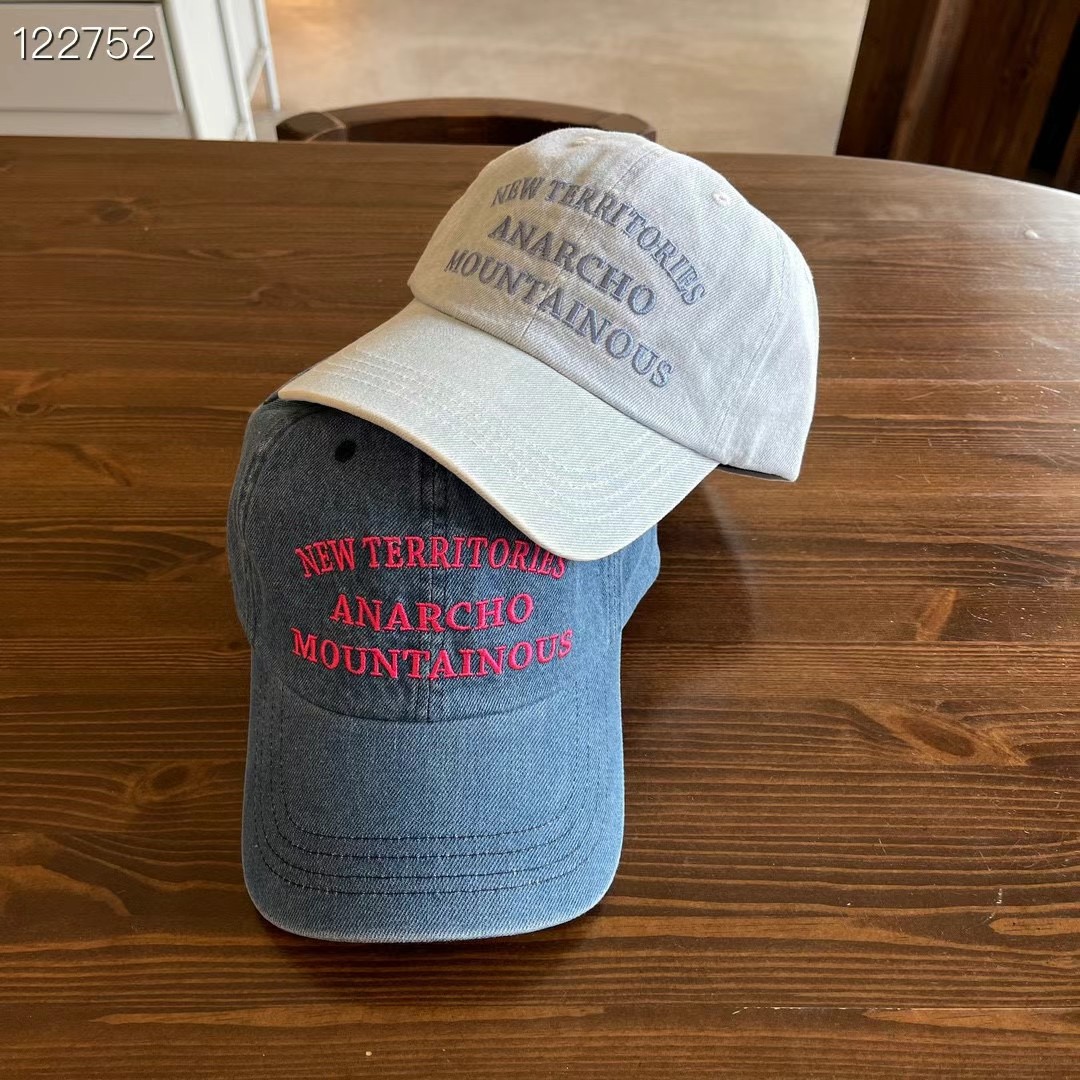 122752
NEW TERRITORIES
ANARCHO
MOUNTAINOUS
NEW TERRITORIES
ANARCHO
MOUNTAINOUS